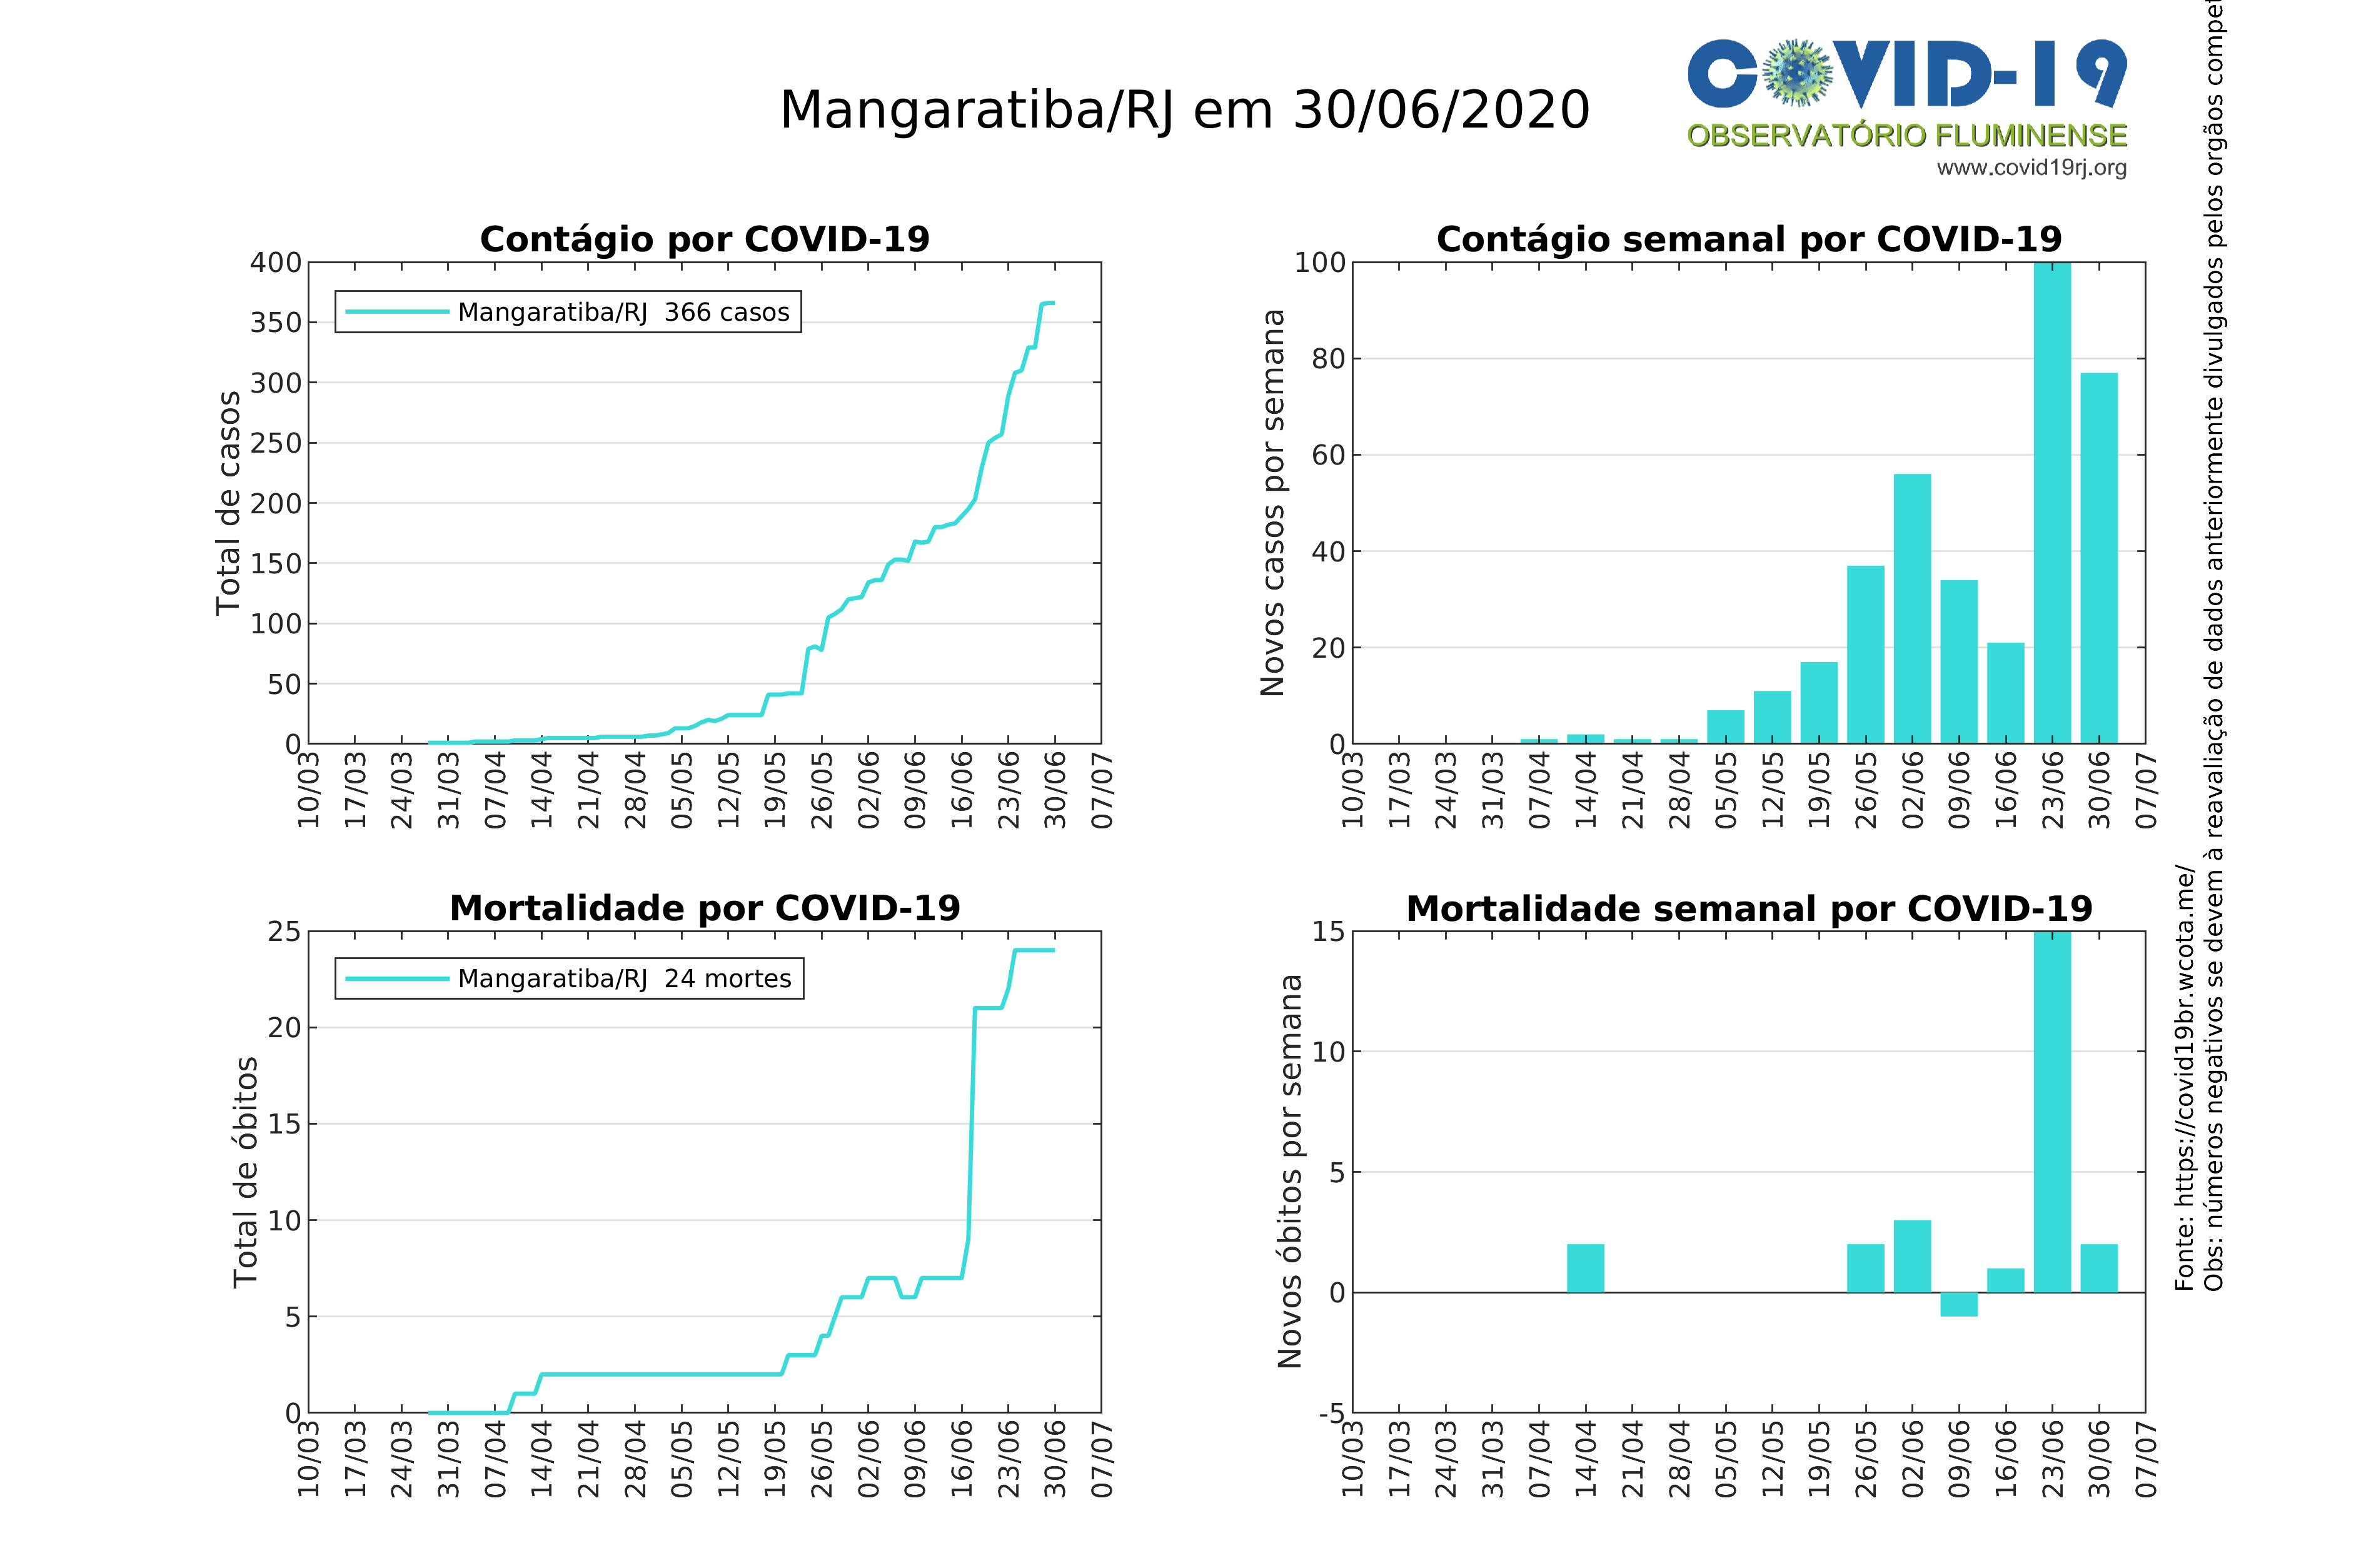 Mangaratiba/RJ em 30/06/2020
COVID-19
OBSERVATÓRIO FLUMINENSE
www.covid19rj.org
Contágio por COVID-19
Total de casos
400
350
300
250
200
150
100
50
0
Mangaratiba/RJ 366 casos
10/03 17/03 24/03 31/03 07/04 14/04 21/04 28/04 05/05 12/05 19/05 26/05 02/06 09/06 16/06 23/06 30/06 07/07
Contágio semanal por COVID-19
Novos casos por semana
100
80
60
40
20
0
10/03 17/03 24/03 31/03 07/04 14/04 21/04 28/04 05/05 12/05 19/05 26/05 02/06 09/06 16/06 23/06 30/06 07/07
Mortalidade por COVID-19
Total de óbitos
25
20
15
10
5
0
Mangaratiba/RJ 24 mortes
10/03 17/03 24/03 31/03 07/04 14/04 21/04 28/04 05/05 12/05 19/05 26/05 02/06 09/06 16/06 23/06 30/06 07/07
Mortalidade semanal por COVID-19
Novos óbitos por semana
15
10
5
0
-5
10/03 17/03 24/03 31/03 07/04 14/04 21/04 28/04 05/05 12/05 19/05 26/05 02/06 09/06 16/06 23/06 30/06 07/07
Fonte: https://covid19br.wcota.me/
Obs: números negativos se devem à reavaliação de dados anteriormente divulgados pelos orgãos